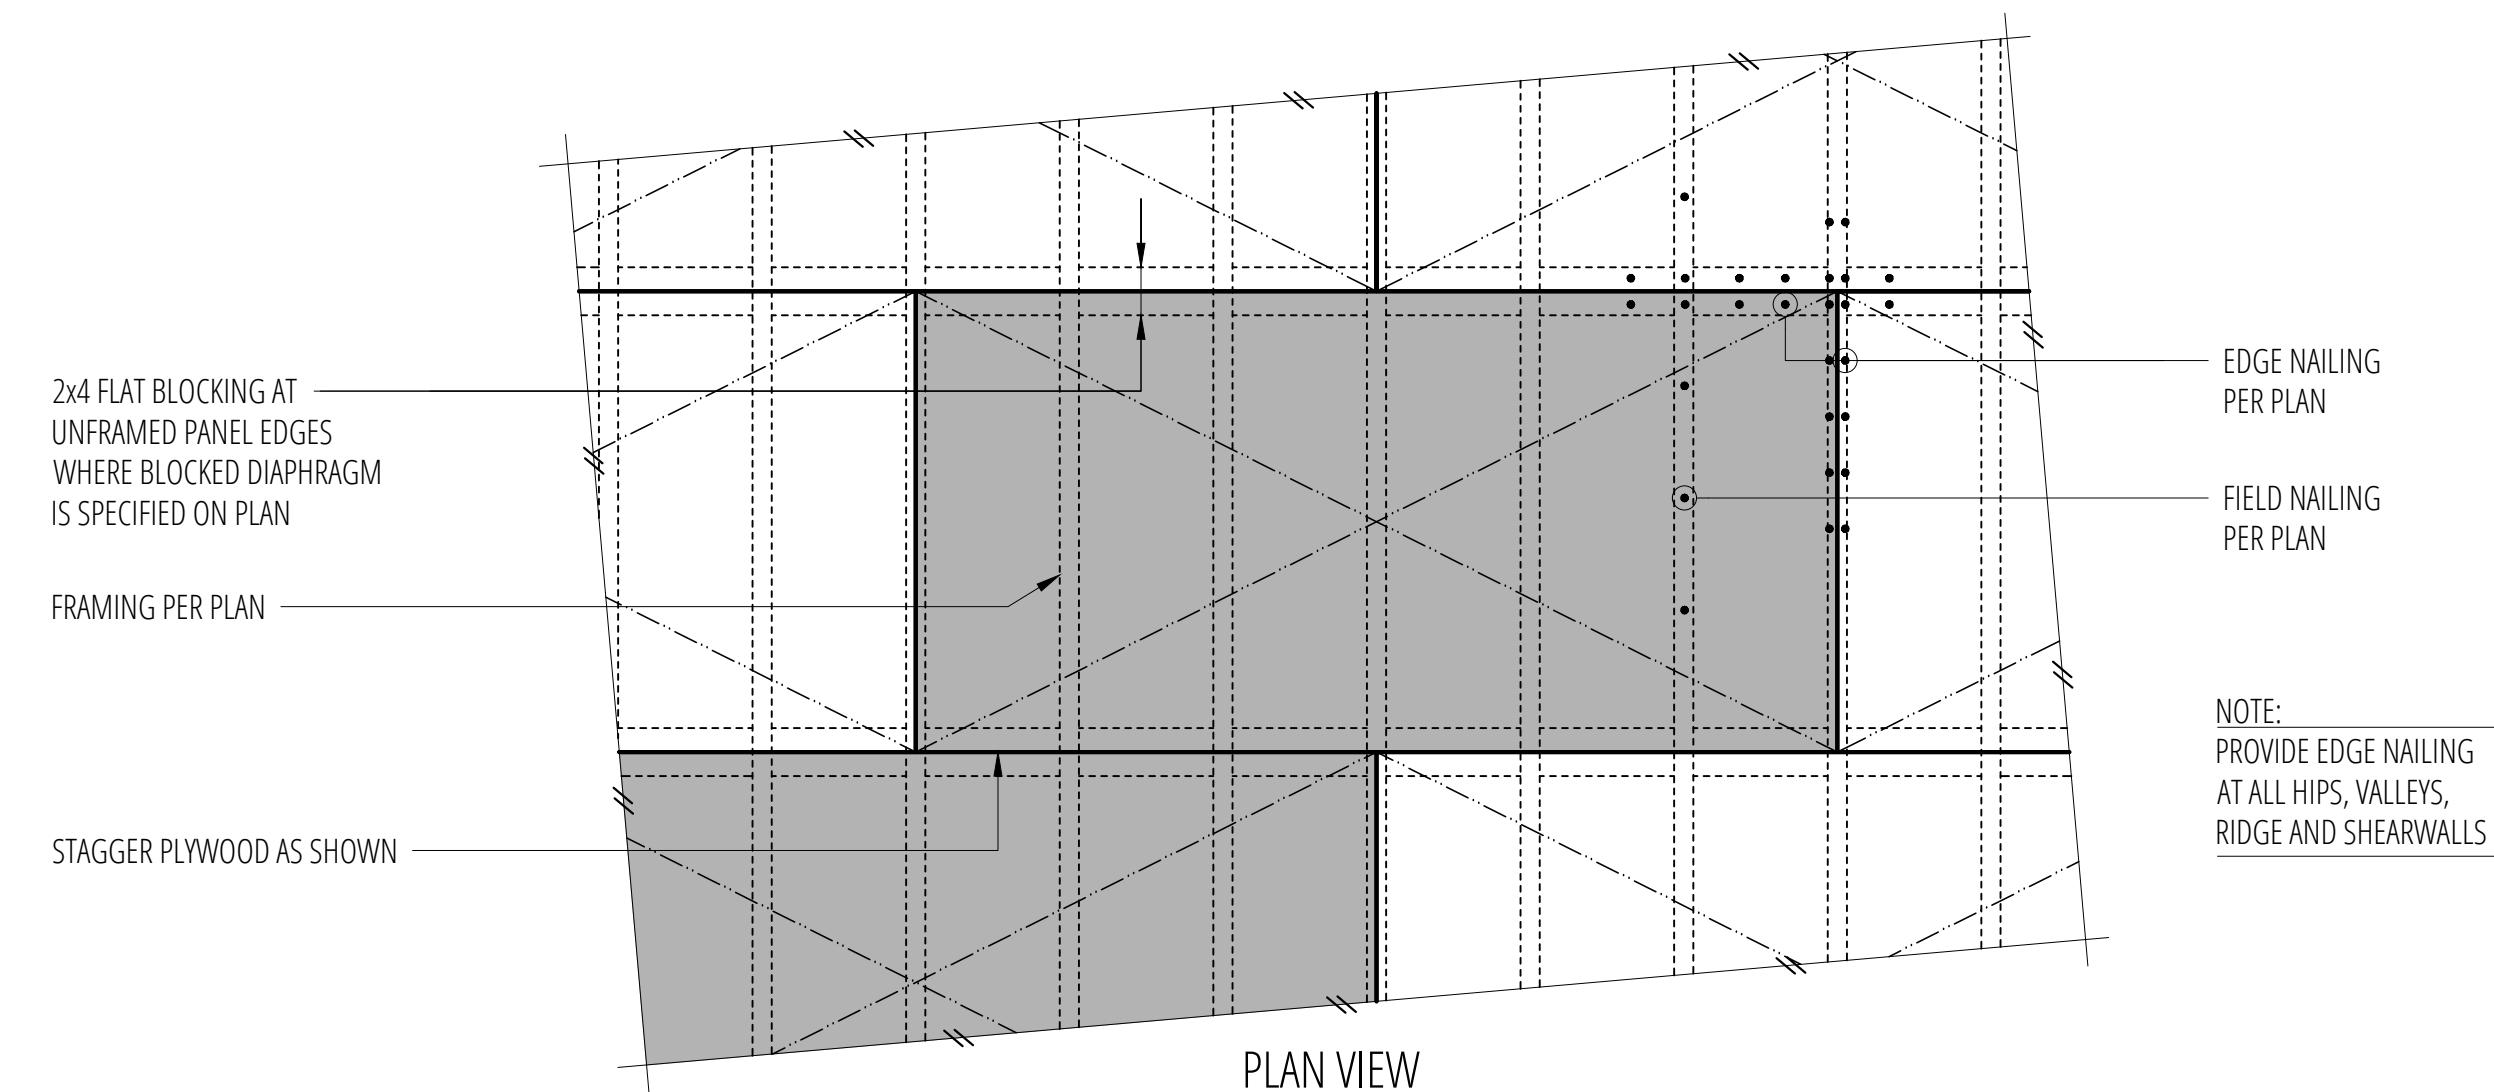 2x4 FLAT BLOCKING AT
UNFRAMED PANEL EDGES
WHERE BLOCKED DIAPHRAGM
IS SPECIFIED ON PLAN
FRAMING PER PLAN
STAGGER PLYWOOD AS SHOWN
EDGE NAILING
PER PLAN
FIELD NAILING
PER PLAN
NOTE:
PROVIDE EDGE NAILING
AT ALL HIPS, VALLEYS,
RIDGE AND SHEARWALLS
PLAN VIEW